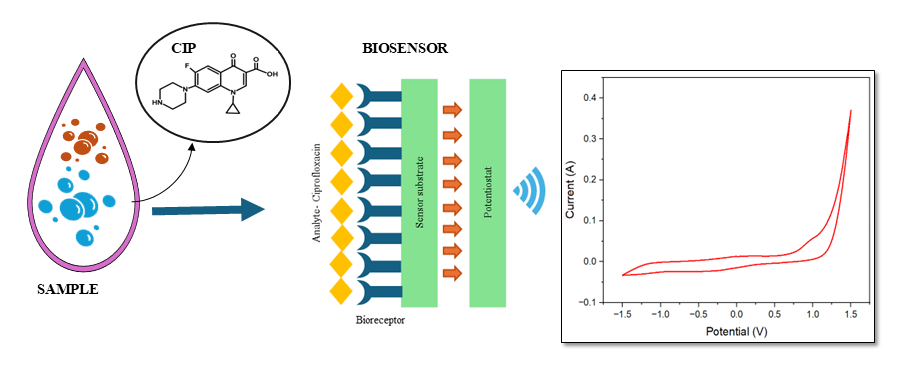 CIP
F
O
O
OH
N
HN
N
SAMPLE
BIOSENSOR
Analyte- Ciprofloxacin
Sensor substrate
Potentiostat
Bioreceptor
Current (A)
0.4
0.3
0.2
0.1
0.0
−0.1
−1.5 −1.0 −0.5 0.0 0.5 1.0 1.5
Potential (V)